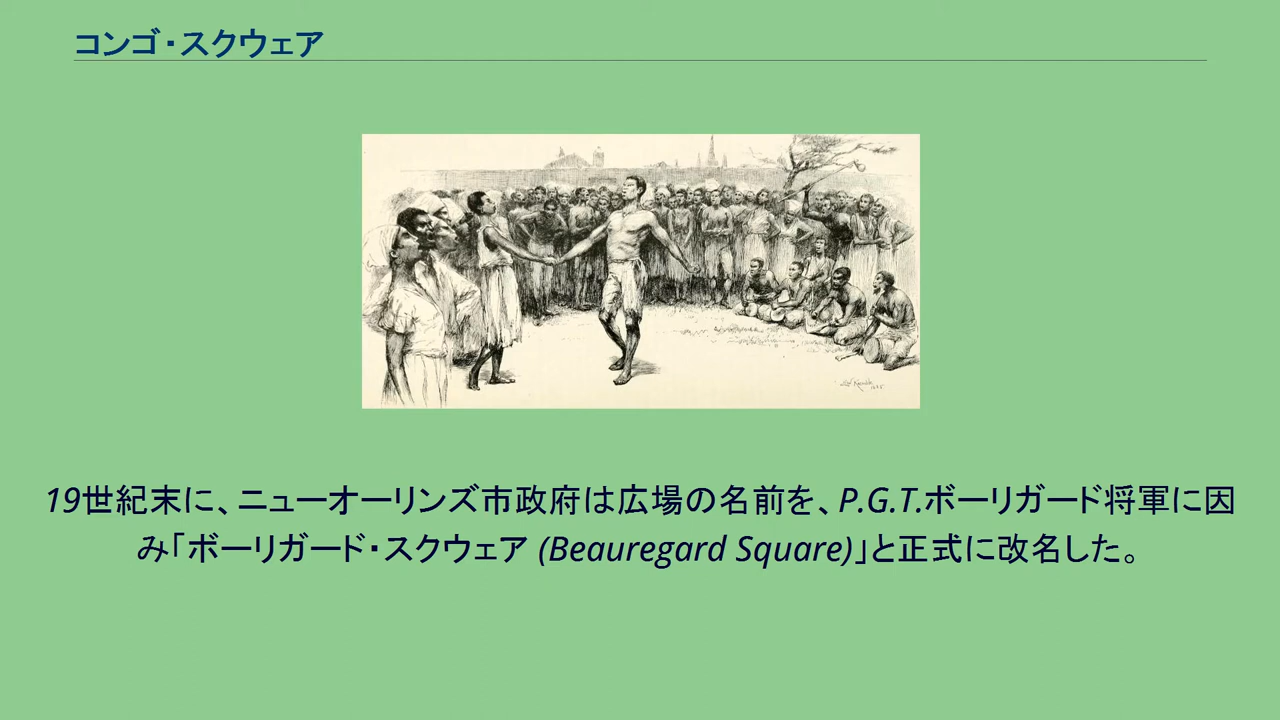 コンゴ・スクウェア
19世紀末に、ニューオーリンズ市政府は広場の名前を、P.G.T.ボーリガード将軍に因
み「ボーリガード・スクウェア (Beauregard Square)」と正式に改名した。